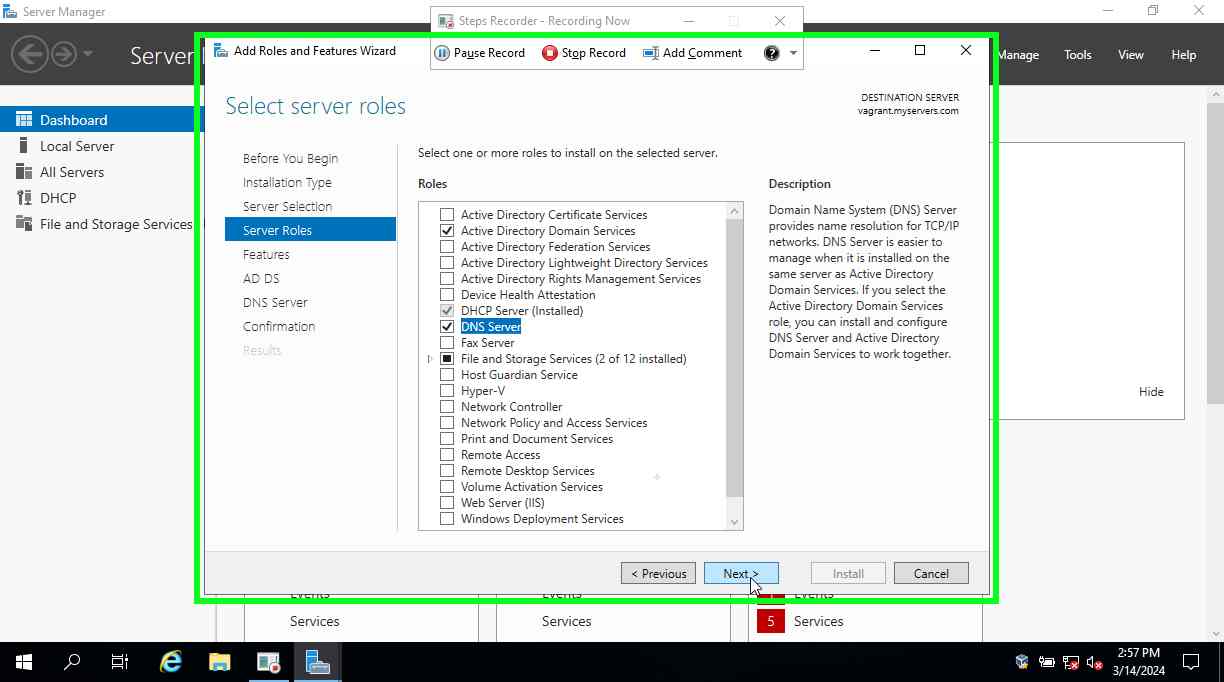 Server Manager
Steps Recorder - Recording Now
Pause Record
Stop Record
Add Comment
Server
Manage
Tools
View
Help
Add Roles and Features Wizard
Select server roles
DESTINATION SERVER
vagrant.myservers.com
Dashboard
Local Server
All Servers
DHCP
File and Storage Services
Before You Begin
Installation Type
Server Selection
Server Roles
Features
AD DS
DNS Server
Confirmation
Results
Select one or more roles to install on the selected server.
Roles
Active Directory Certificate Services
Active Directory Domain Services
Active Directory Federation Services
Active Directory Lightweight Directory Services
Active Directory Rights Management Services
Device Health Attestation
DHCP Server (Installed)
DNS Server
Fax Server
File and Storage Services (2 of 12 installed)
Host Guardian Service
Hyper-V
Network Controller
Network Policy and Access Services
Print and Document Services
Remote Access
Remote Desktop Services
Volume Activation Services
Web Server (IIS)
Windows Deployment Services
Description
Domain Name System (DNS) Server
provides name resolution for TCP/IP
networks. DNS Server is easier to
manage when it is installed on the
same server as Active Directory
Domain Services. If you select the
Active Directory Domain Services
role, you can install and configure
DNS Server and Active Directory
Domain Services to work together.
Hide
< Previous
Next >
Install
Cancel
Events
Events
1 Events
Services
Services
5 Services
2:57 PM
3/14/2024